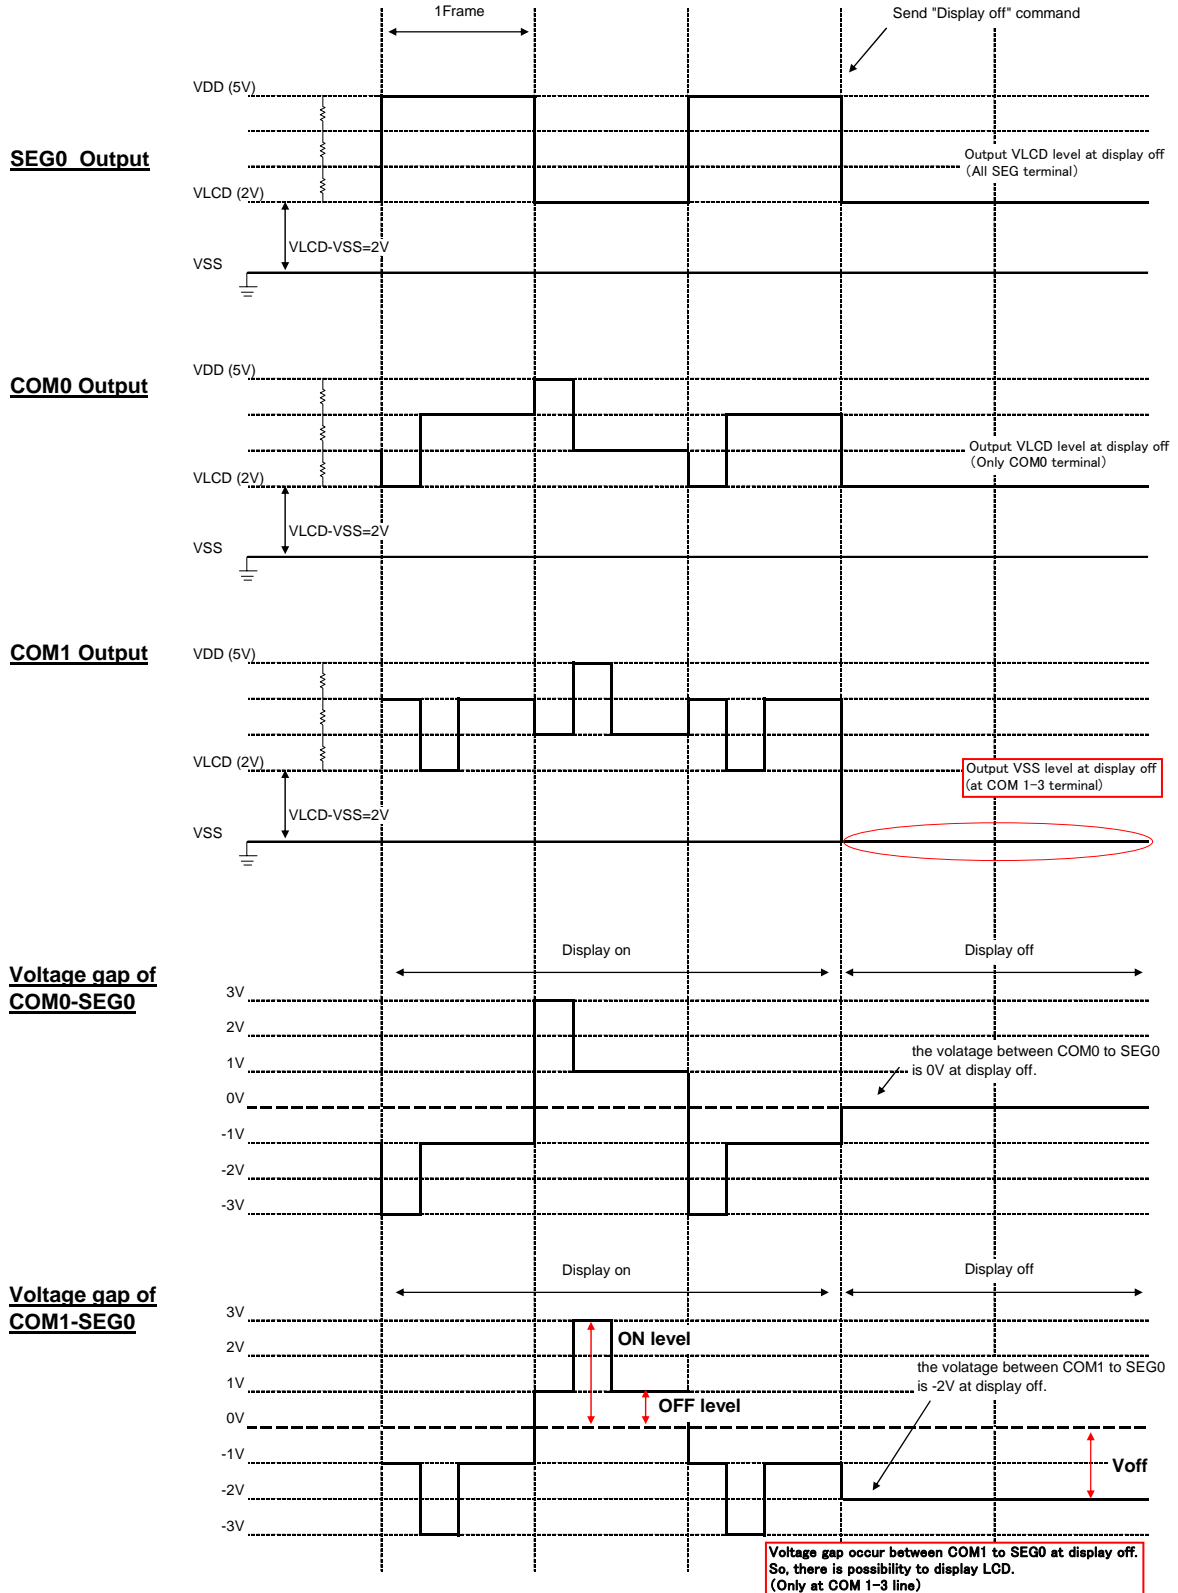 1Frame
Send "Display off" command
VDD (5V)
SEG0 Output
Output VLCD level at display off
(All SEG terminal)
VLCD (2V)
VLCD-VSS=2V
VSS
VDD (5V)
COM0 Output
Output VLCD level at display off
(Only COM0 terminal)
VLCD (2V)
VLCD-VSS=2V
VSS
COM1 Output
VDD (5V)
VLCD (2V)
Output VSS level at display off
(at COM 1-3 terminal)
VLCD-VSS=2V
VSS
Display on
Display off
Voltage gap of
COM0-SEG0
3V
2V
1V
the volatage between COM0 to SEG0
is 0V at display off.
0V
-1V
-2V
-3V
Display on
Display off
Voltage gap of
COM1-SEG0
3V
ON level
2V
the volatage between COM1 to SEG0
is -2V at display off.
1V
OFF level
0V
-1V
Voff
-2V
-3V
Voltage gap occur between COM1 to SEG0 at display off.
So, there is possibility to display LCD.
(Only at COM 1-3 line)